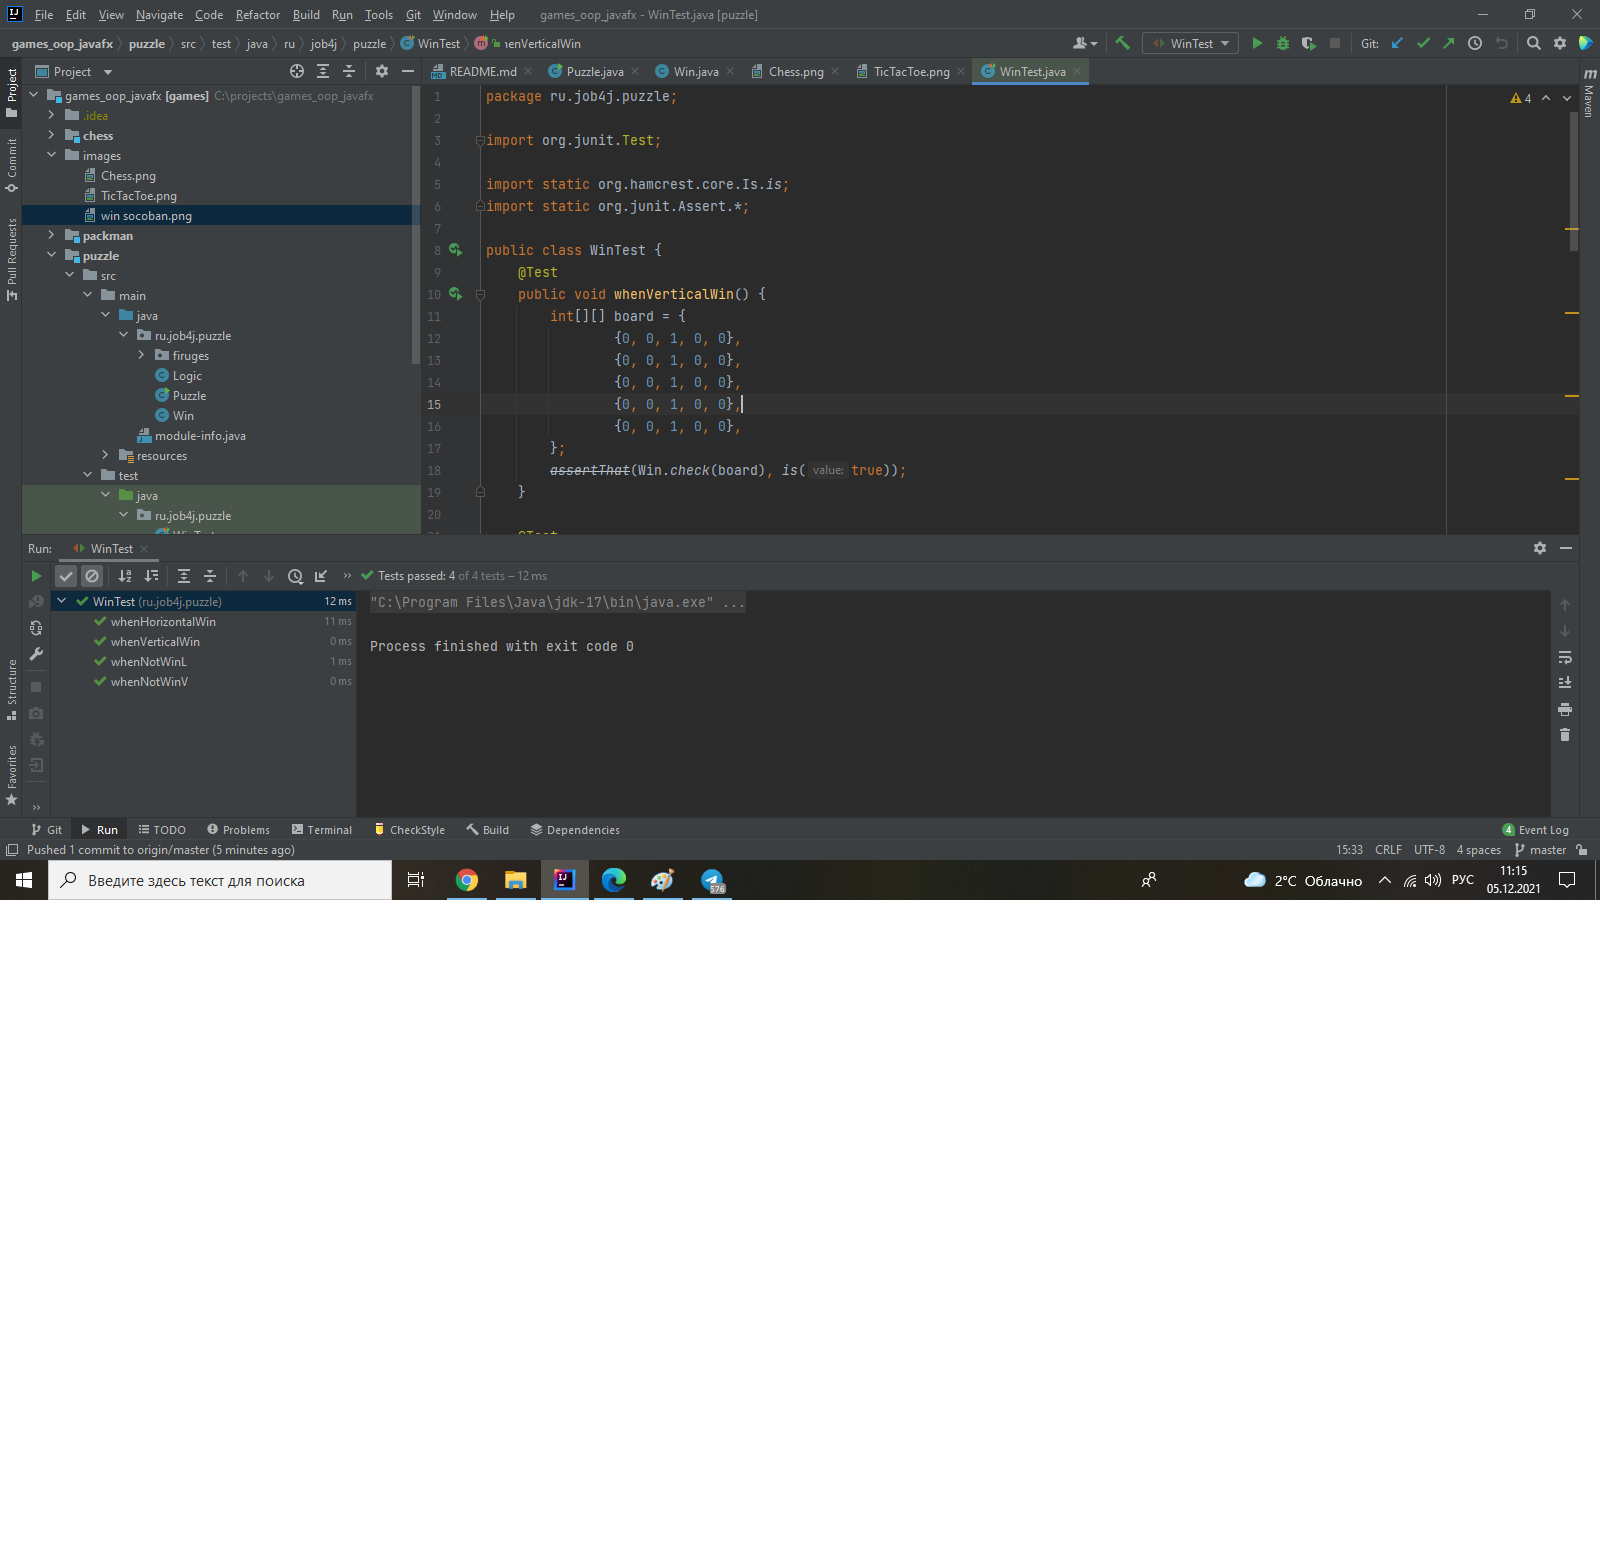 File Edit View Navigate Code Refactor Build Run Tools Git Window Help games_oop_javafx - WinTest.java [puzzle]
games_oop_javafx puzzle src test java ru job4j puzzle WinTest enVerticalWin WinTest Git:
Project
README.md Puzzle.java Win.java Chess.png TicTacToe.png WinTest.java
games_oop_javafx [games] C:\projects\games_oop_javafx
.idea
chess
images
Chess.png
TicTacToe.png
win socoban.png
packman
puzzle
src
main
java
ru.job4j.puzzle
firuges
Logic
Puzzle
Win
module-info.java
resources
test
java
ru.job4j.puzzle
Project
Commit
Pull Requests
Structure
Favorites
Maven
4
1 package ru.job4j.puzzle;
2
3 import org.junit.Test;
4
5 import static org.hamcrest.core.Is.is;
6 import static org.junit.Assert.*;
7
8 public class WinTest {
9 @Test
10 public void whenVerticalWin() {
11 int[][] board = {
12 {0, 0, 1, 0, 0},
13 {0, 0, 1, 0, 0},
14 {0, 0, 1, 0, 0},
15 {0, 0, 1, 0, 0},
16 {0, 0, 1, 0, 0},
17 };
18 assertThat(Win.check(board), is( value: true));
19 }
20
Run: WinTest
Tests passed: 4 of 4 tests – 12 ms
WinTest (ru.job4j.puzzle) 12 ms
whenHorizontalWin 11 ms
whenVerticalWin 0 ms
whenNotWinL 1 ms
whenNotWinV 0 ms
"C:\Program Files\Java\jdk-17\bin\java.exe" ...
Process finished with exit code 0
Git Run TODO Problems Terminal CheckStyle Build Dependencies 4 Event Log
Pushed 1 commit to origin/master (5 minutes ago) 15:33 CRLF UTF-8 4 spaces master
Введите здесь текст для поиска
576
2°C Облачно РУС
11:15
05.12.2021